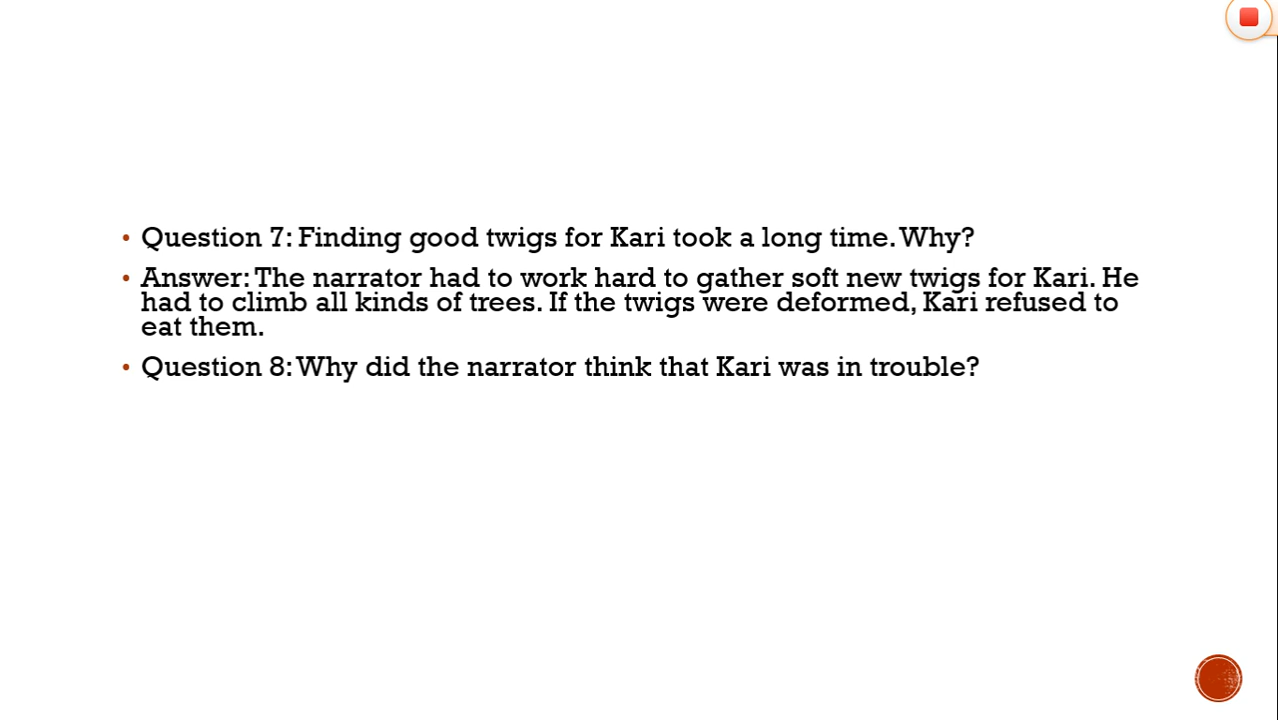 • Question 7: Finding good twigs for Kari took a long time. Why?
• Answer: The narrator had to work hard to gather soft new twigs for Kari. He
had to climb all kinds of trees. If the twigs were deformed, Kari refused to
eat them.
• Question 8: Why did the narrator think that Kari was in trouble?